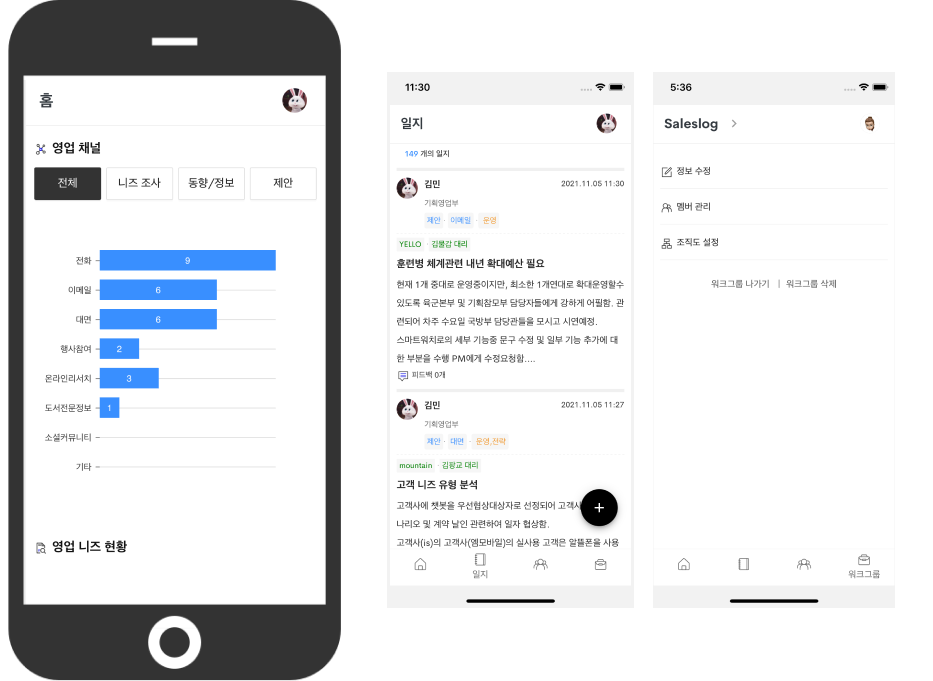 홈
영업 채널
전체
니즈 조사
동향/정보
제안
전화
9
이메일
6
대면
6
행사참여
2
온라인리서치
3
도서전문정보
1
소셜커뮤니티
기타
영업 니즈 현황
11:30
일지
149 개의 일지
김민
2021.11.05 11:30
기획영업부
제안 · 이메일 · 운영
YELLO · 김물감 대리
훈련병 체계관련 내년 확대예산 필요
현재 1개 중대로 운영중이지만, 최소한 1개연대로 확대운영할수
있도록 육군본부 및 기획참모부 담당자들에게 강하게 어필함. 관
련되어 차주 수요일 국방부 담당관들을 모시고 시연예정.
스마트워치로의 세부 기능중 문구 수정 및 일부 기능 추가에 대
한 부분을 수행 PM에게 수정요청함....
피드백 0개
김민
2021.11.05 11:27
기획영업부
제안 · 대면 · 운영,전략
mountain · 김팡교 대리
고객 니즈 유형 분석
고객사에 챗봇을 우선협상대상자로 선정되어 고객사
나리오 및 계약 날인 관련하여 일자 협상함.
고객사(is)의 고객사(엠모바일)의 실사용 고객은 알뜰폰을 사용
+
일지
5:36
Saleslog >
정보 수정
멤버 관리
조직도 설정
워크그룹 나가기 | 워크그룹 삭제
워크그룹